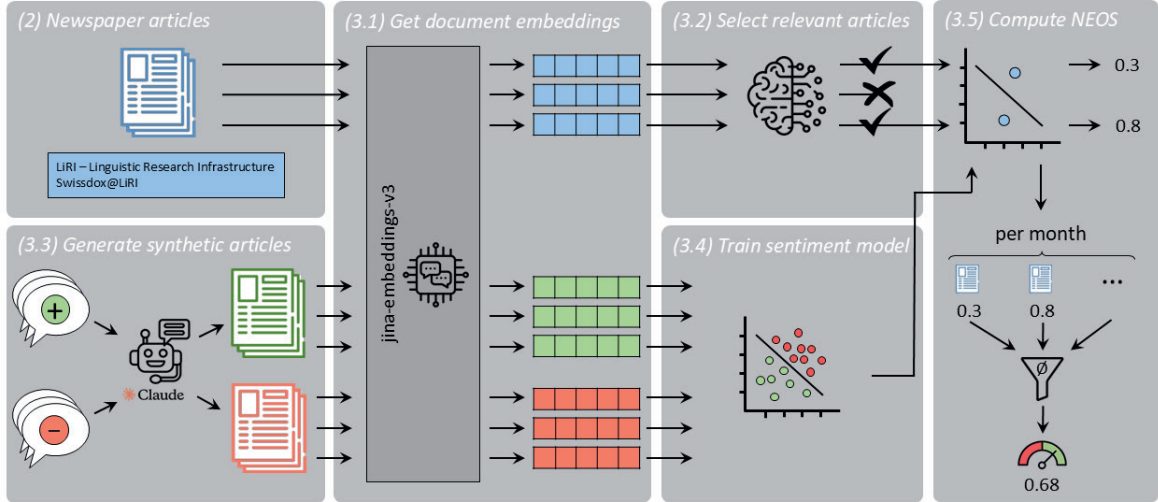 (2) Newspaper articles
LiRI – Linguistic Research Infrastructure
Swissdox@LiRI
(3.1) Get document embeddings
jina-embeddings-v3
(3.2) Select relevant articles
(3.3) Generate synthetic articles
+
−
Claude
(3.4) Train sentiment model
(3.5) Compute NEOS
0.3
0.8
per month
...
0.3
0.8
Ø
0.68